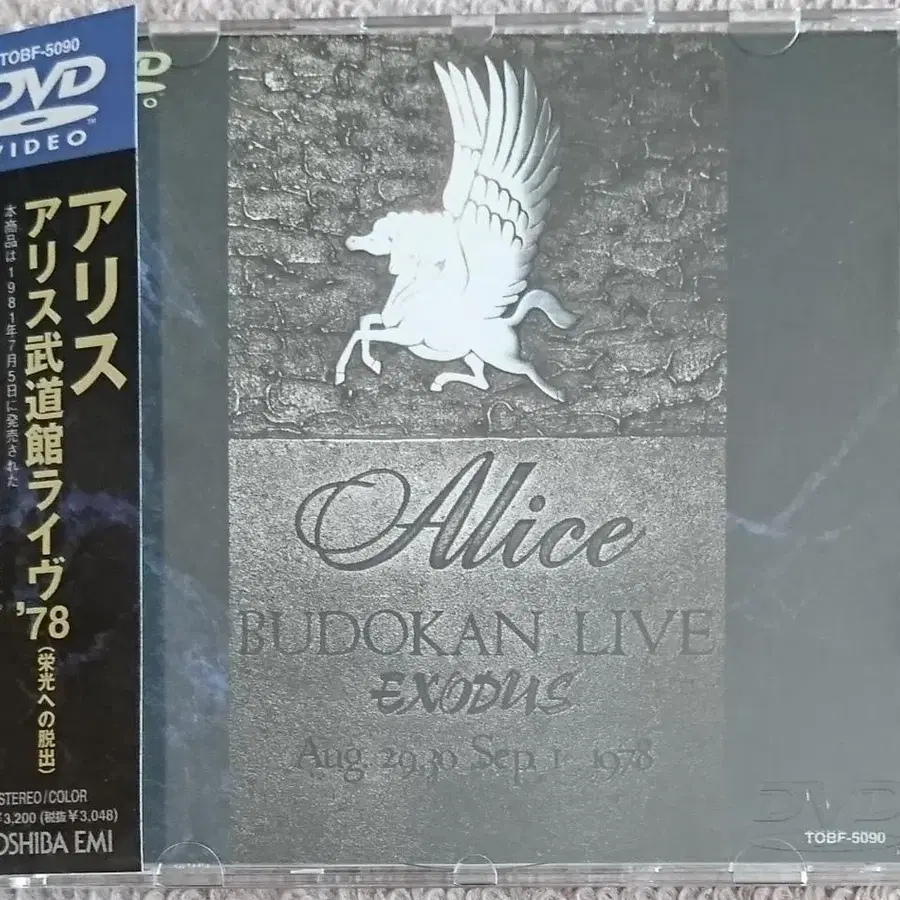 TOBF-5090
DVD
VIDEO
アリス
アリス武道館ライヴ'78
(栄光への脱出)
本商品は1981年7月5日に発売された
STEREO/COLOR
¥3,200 (税抜¥3,048)
TOSHIBA EMI
Alice
BUDOKAN LIVE
EXODUS
Aug. 29.30 Sep. 1 1978
DVD
TOBF-5090